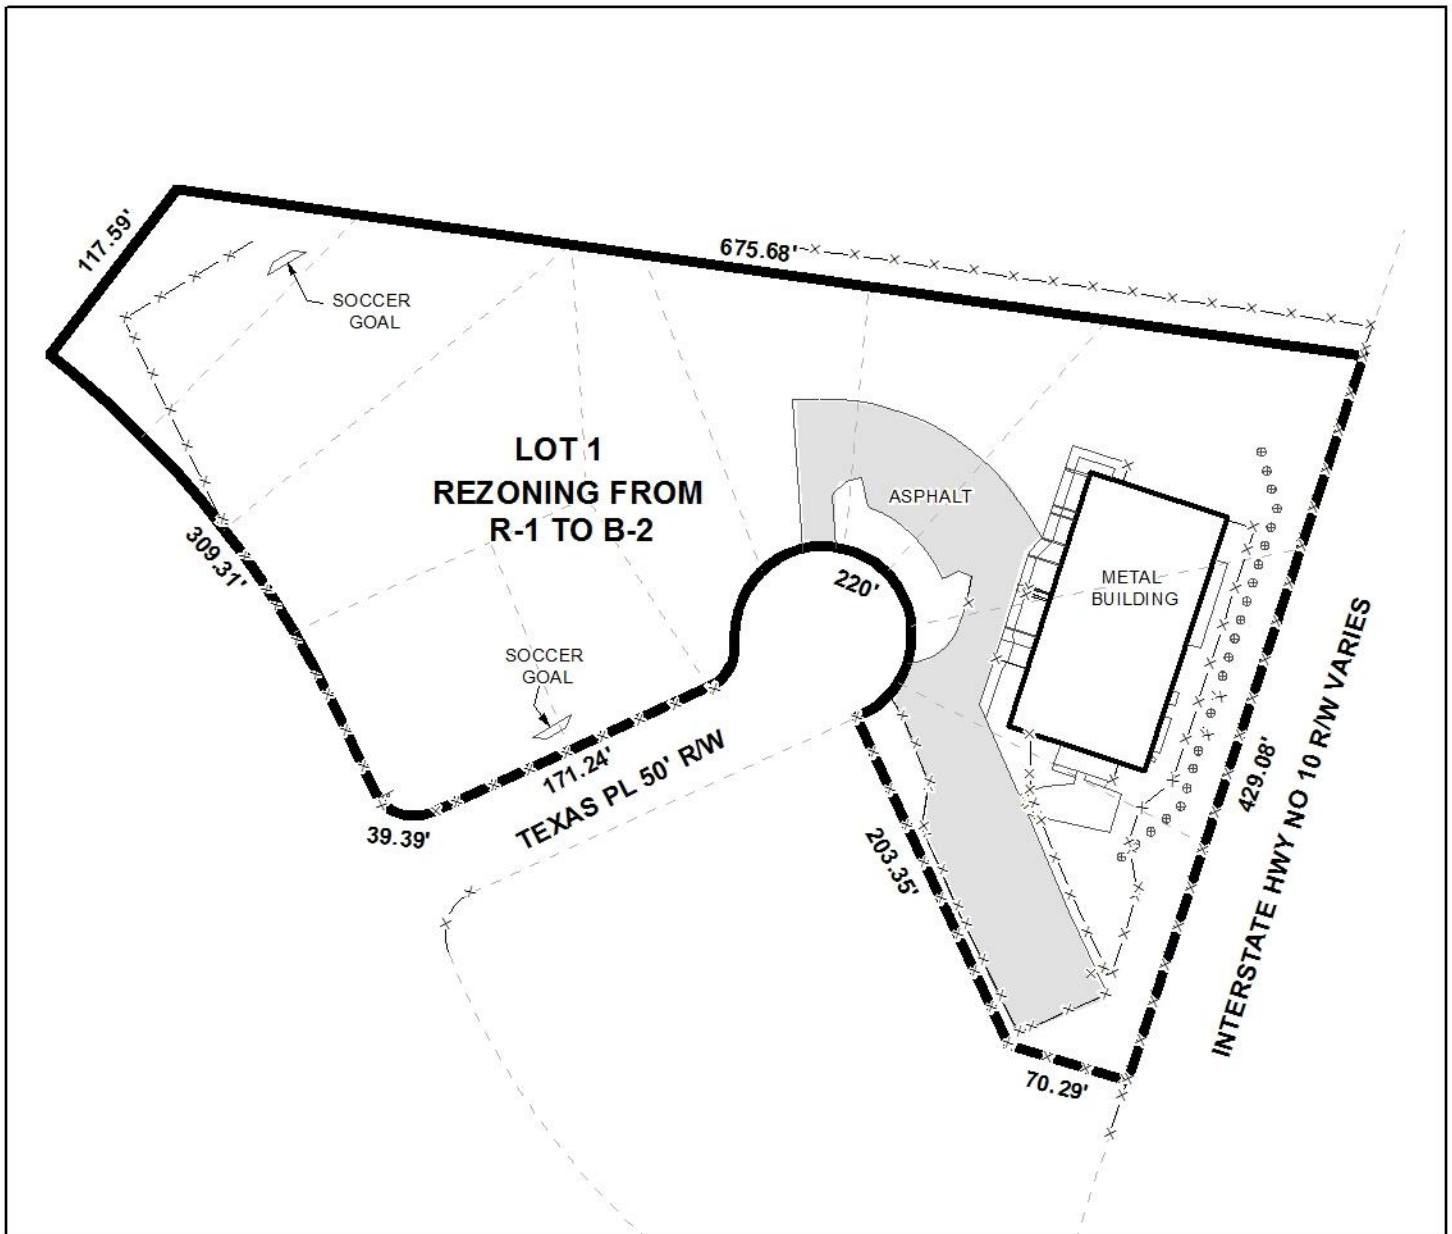 117.59'
675.68'
SOCCER
GOAL
LOT 1
REZONING FROM
R-1 TO B-2
ASPHALT
309.31'
220'
METAL
BUILDING
SOCCER
GOAL
171.24'
TEXAS PL 50' R/W
39.39'
203.35'
429.08'
INTERSTATE HWY NO 10 R/W VARIES
70.29'